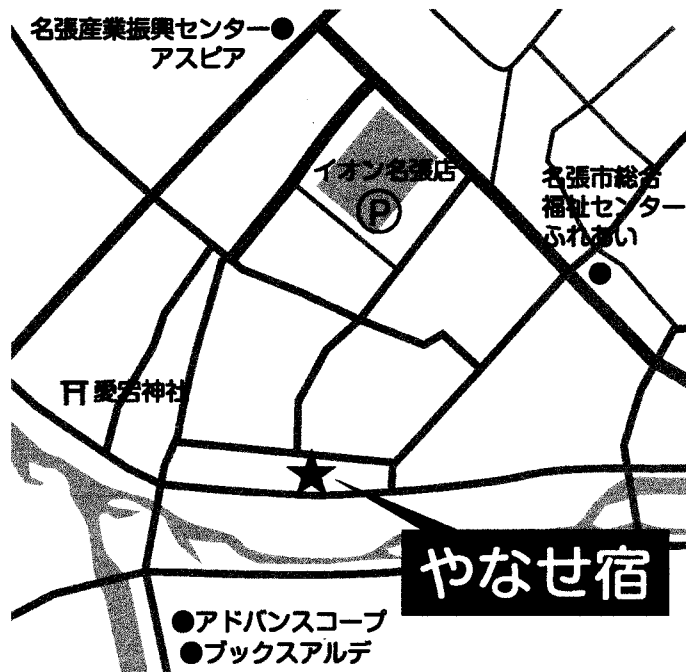 名張産業振興センター
アスピア
イオン名張店
P
名張市総合
福祉センター
ふれあい
愛宕神社
やなせ宿
アドバンスコープ
ブックスアルデ